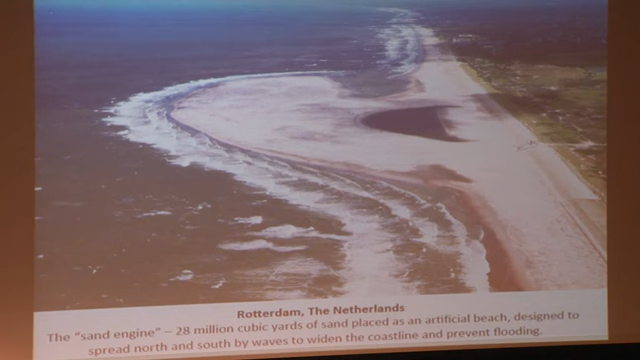 Rotterdam, The Netherlands
The “sand engine” – 28 million cubic yards of sand placed as an artificial beach, designed to
spread north and south by waves to widen the coastline and prevent flooding.